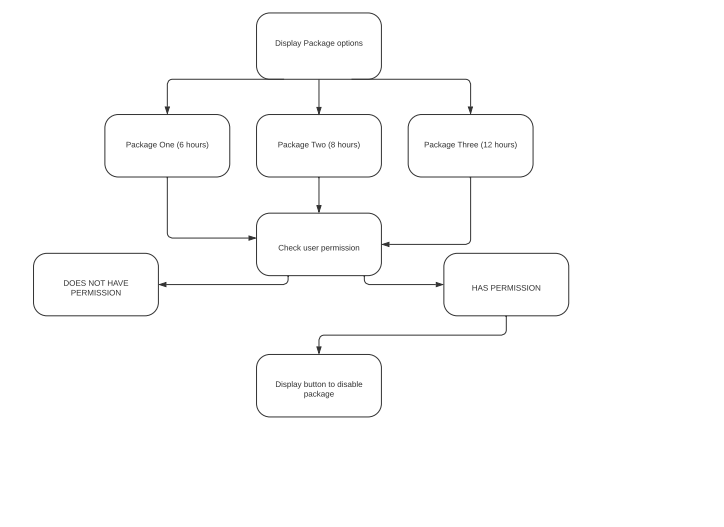 Display Package options
Package One (6 hours)
Package Two (8 hours)
Package Three (12 hours)
Check user permission
DOES NOT HAVE
PERMISSION
HAS PERMISSION
Display button to disable
package